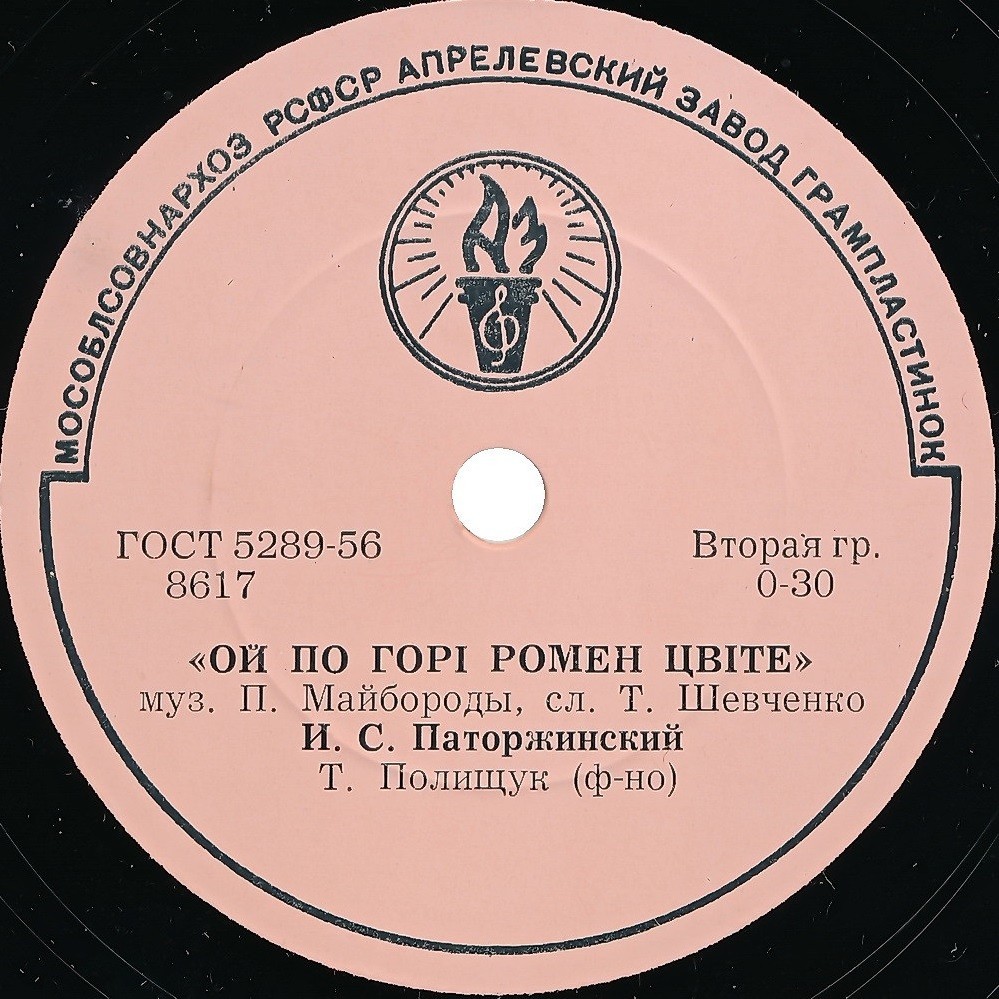 МОСОБЛСОВНАРХОЗ РСФСР АПРЕЛЕВСКИЙ ЗАВОД ГРАМПЛАСТИНОК
АЗ
ГОСТ 5289-56
8617
Вторая гр.
0-30
«ОЙ ПО ГОРІ РОМЕН ЦВІТЕ»
муз. П. Майбороды, сл. Т. Шевченко
И. С. Паторжинский
Т. Полищук (ф-но)